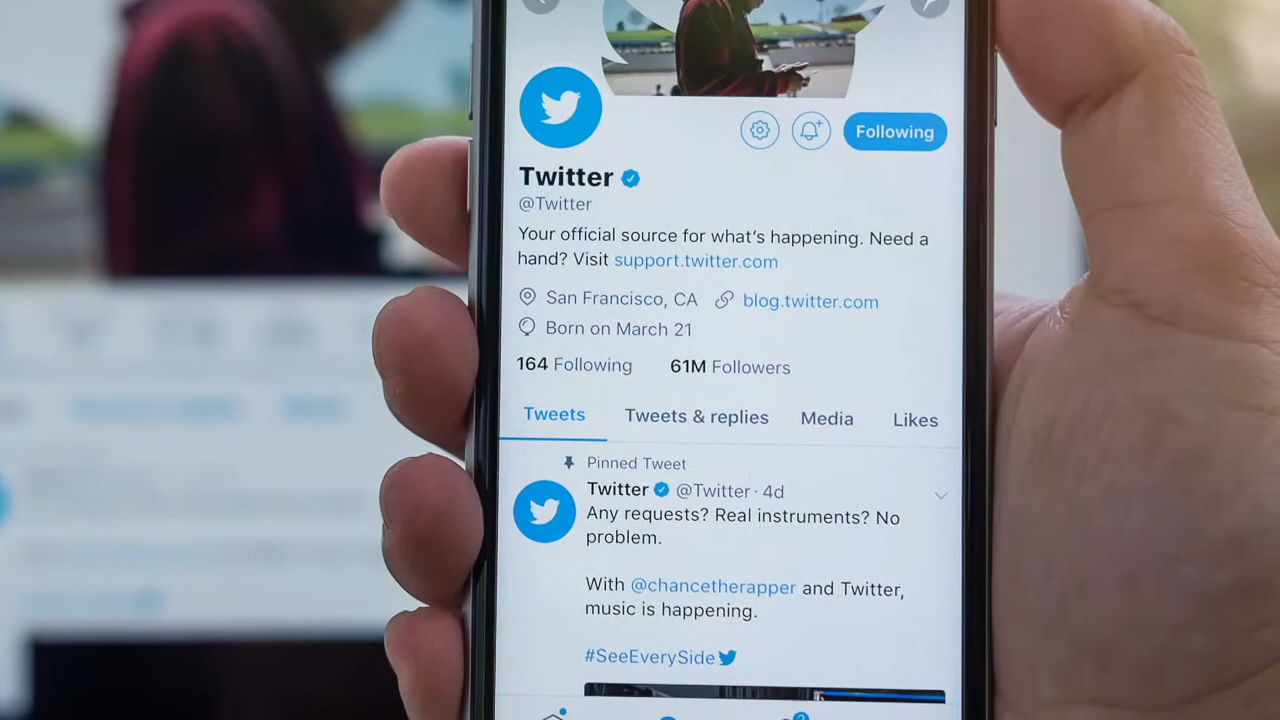 Following
Twitter
@Twitter
Your official source for what's happening. Need a
hand? Visit support.twitter.com
San Francisco, CA blog.twitter.com
Born on March 21
164 Following 61M Followers
Tweets Tweets & replies Media Likes
Pinned Tweet
Twitter @Twitter · 4d
Any requests? Real instruments? No
problem.
With @chancetherapper and Twitter,
music is happening.
#SeeEverySide